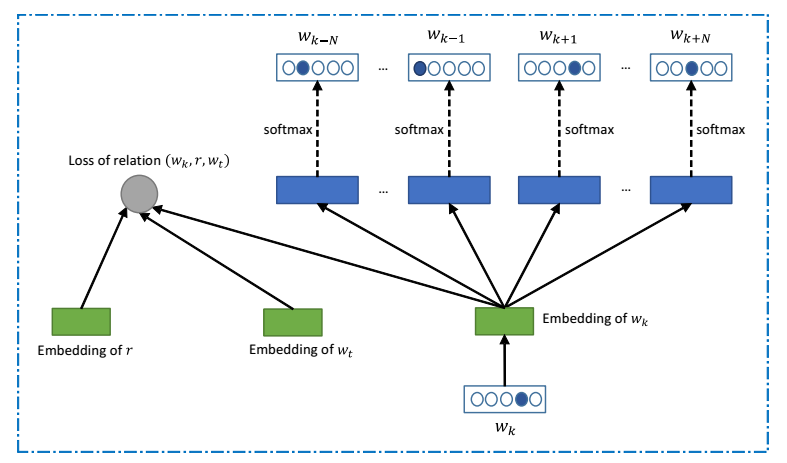 w_{k-N} w_{k-1} w_{k+1} w_{k+N}
... ...
softmax softmax softmax softmax
Loss of relation (w_k, r, w_t)
... ...
Embedding of r
Embedding of w_t
Embedding of w_k
w_k